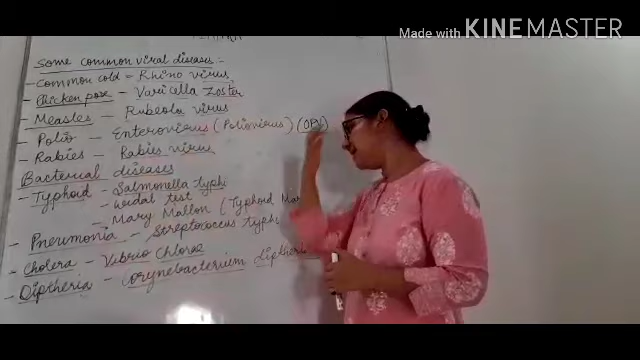 Made with KINEMASTER
Some common viral diseases :-
- Common cold = Rhino virus
- Chicken pox - Varicella Zoster
- Measles - Rubeola virus
- Polio - Enterovirus (Poliovirus) (OPV)
- Rabies - Rabies virus
Bacterial diseases
- Typhoid - Salmonella typhi
- Widal test
- Mary Mallon (Typhoid
- Pneumonia - Streptococcus
- Cholera - Vibrio Cholrae
- Diptheria - Corynebacterium